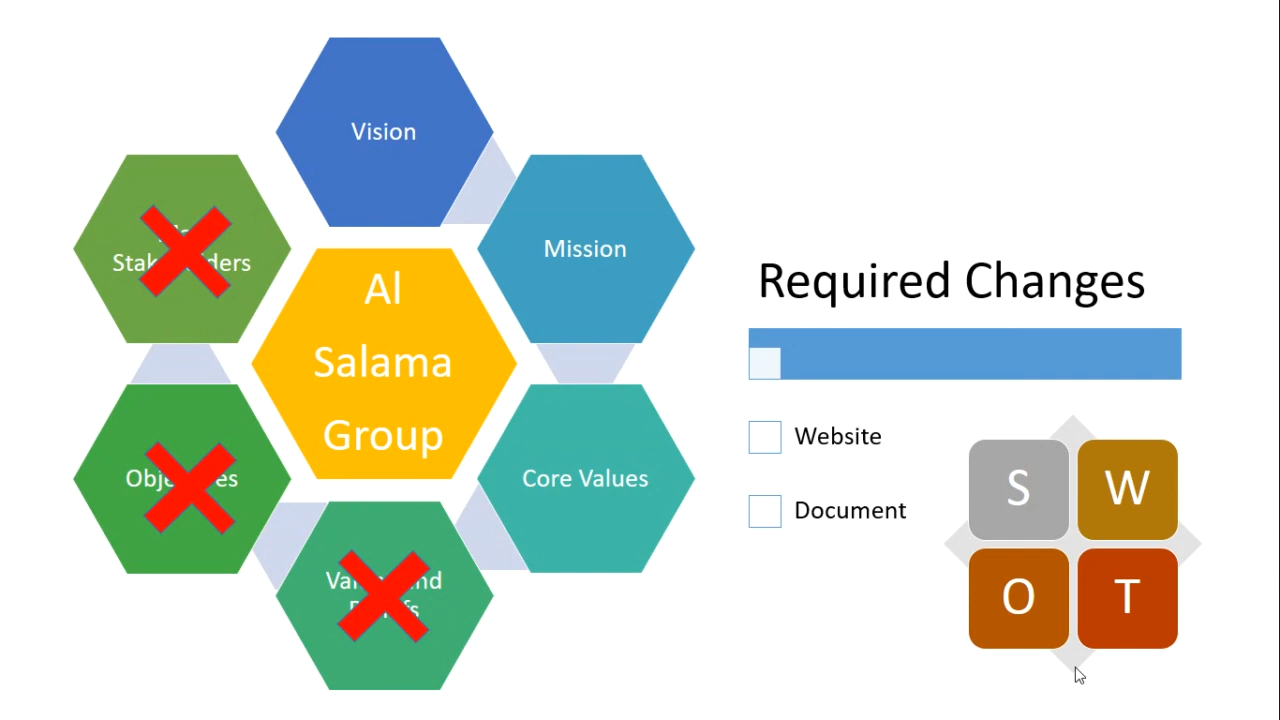 Vision
Mission
Al
Salama
Group
Core Values
Required Changes
Website
Document
S
W
O
T